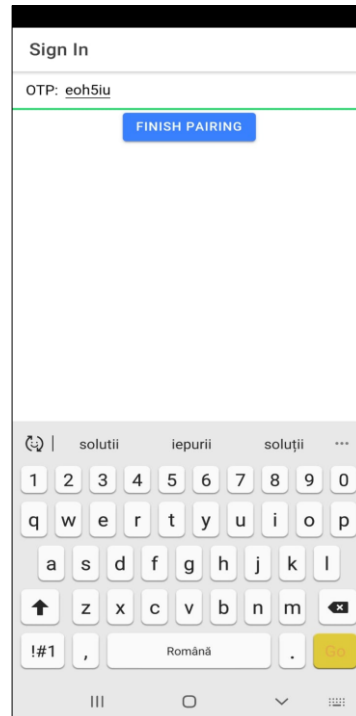 Sign In
OTP: eoh5iu
FINISH PAIRING
solutii iepurii soluții ...
1 2 3 4 5 6 7 8 9 0
q w e r t y u i o p
a s d f g h j k l
z x c v b n m
!#1 , Română . Go